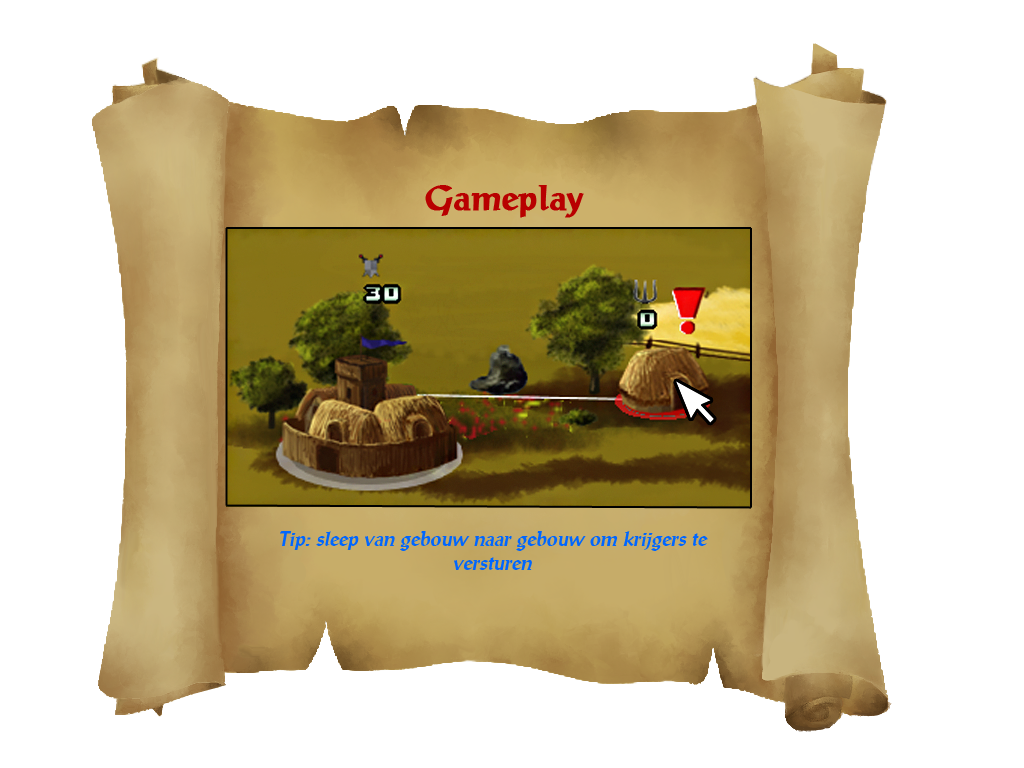 Gameplay
30
0
Tip: sleep van gebouw naar gebouw om krijgers te
versturen